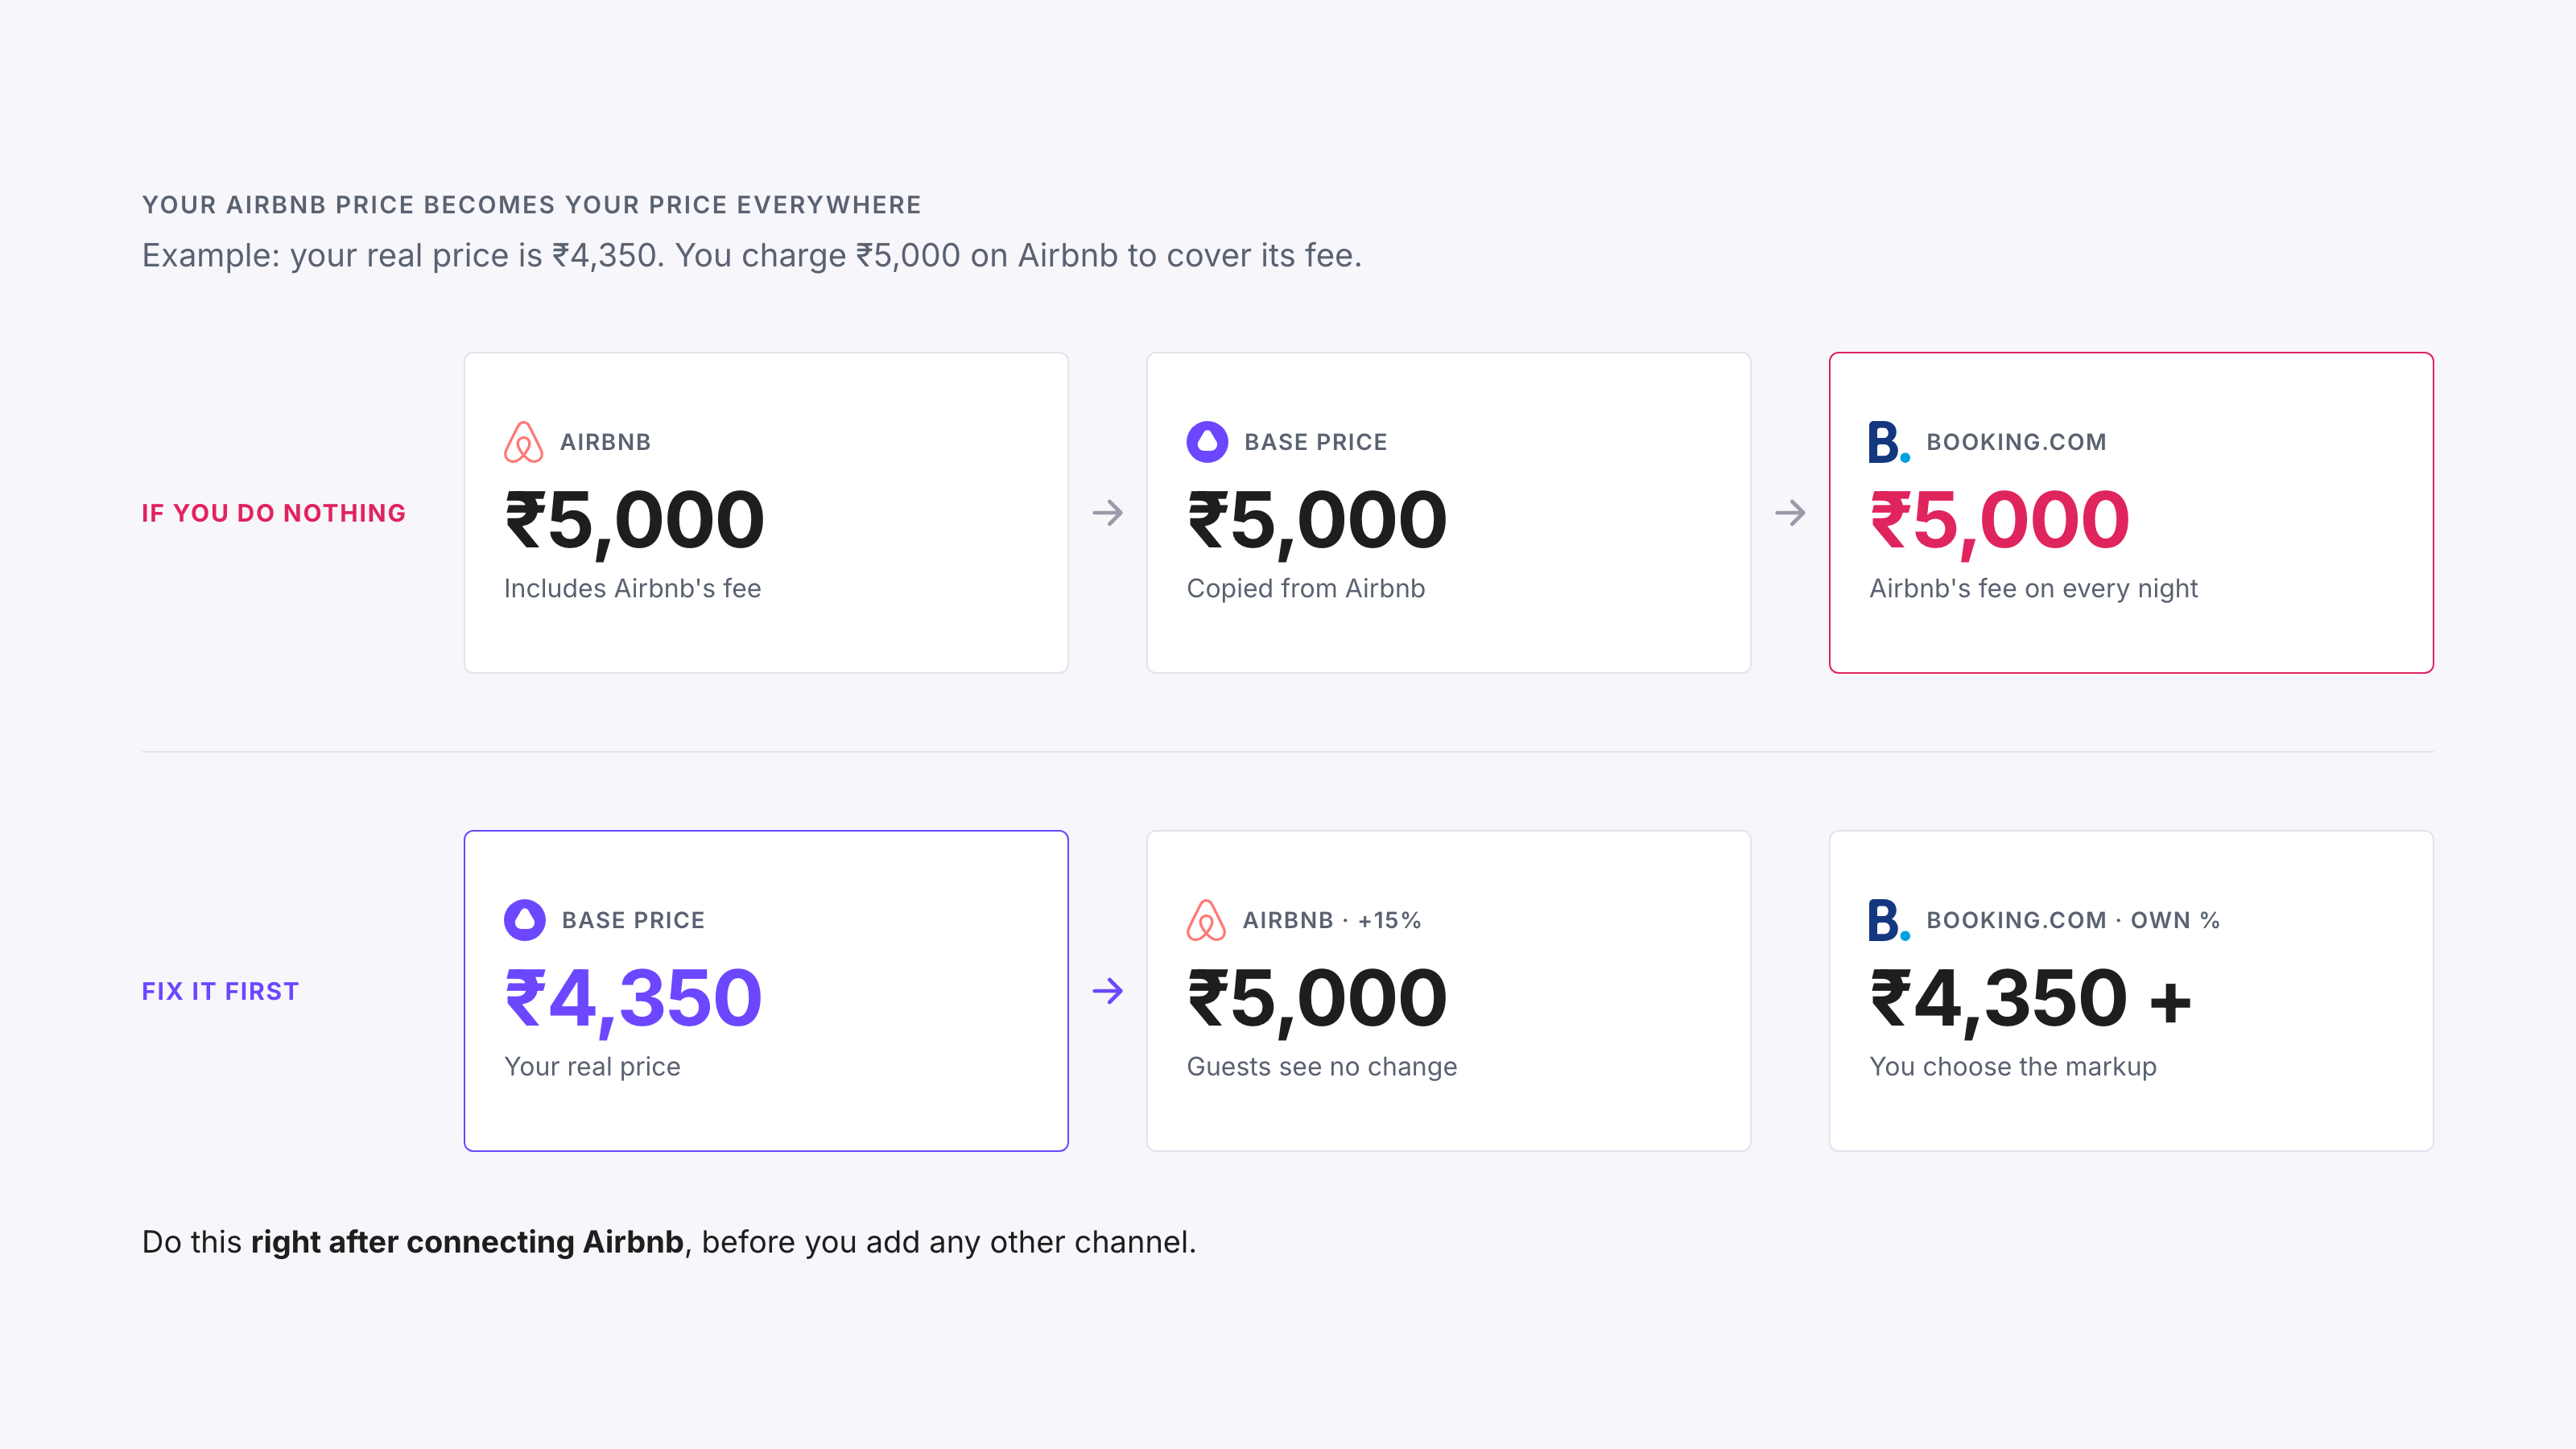 YOUR AIRBNB PRICE BECOMES YOUR PRICE EVERYWHERE
Example: your real price is ₹4,350. You charge ₹5,000 on Airbnb to cover its fee.
IF YOU DO NOTHING
AIRBNB
₹5,000
Includes Airbnb's fee
BASE PRICE
₹5,000
Copied from Airbnb
B. BOOKING.COM
₹5,000
Airbnb's fee on every night
FIX IT FIRST
BASE PRICE
₹4,350
Your real price
AIRBNB · +15%
₹5,000
Guests see no change
B. BOOKING.COM · OWN %
₹4,350 +
You choose the markup
Do this right after connecting Airbnb, before you add any other channel.